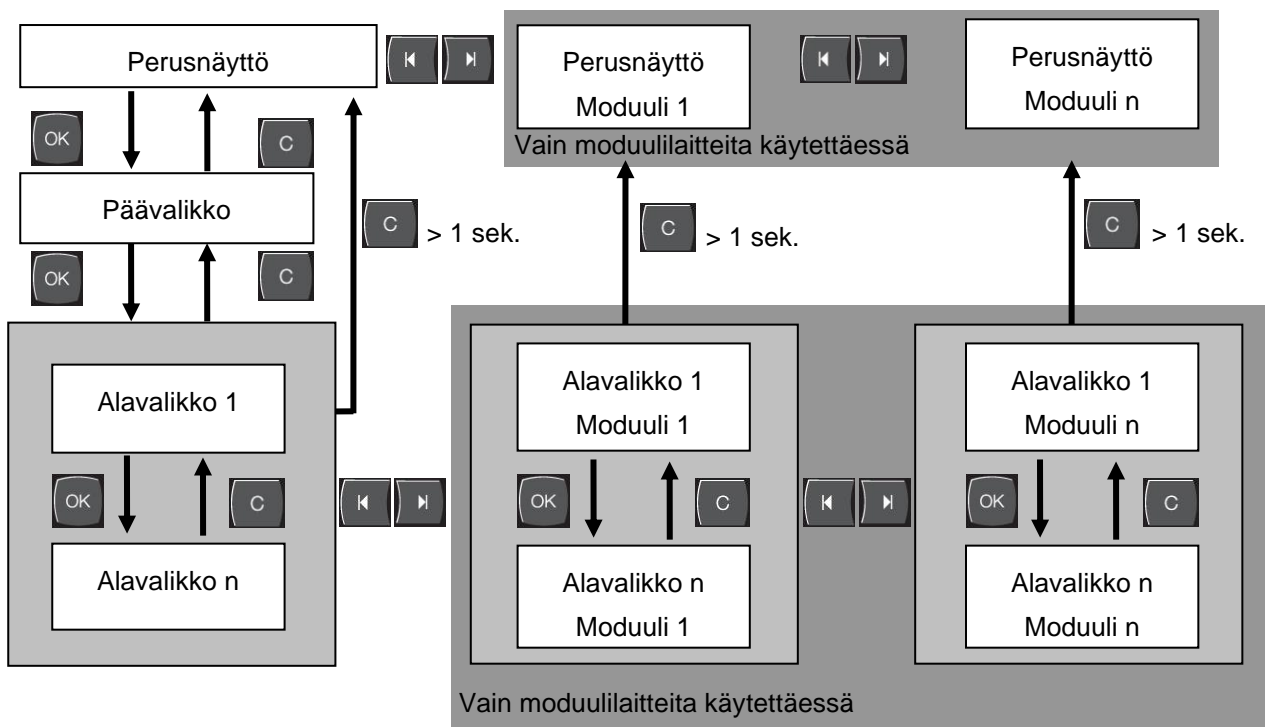 Perusnäyttö
Perusnäyttö
Moduuli 1
Perusnäyttö
Moduuli n
Vain moduulilaitteita käytettäessä
OK
C
Päävalikko
C
> 1 sek.
C
> 1 sek.
C
> 1 sek.
OK
C
Alavalikko 1
Alavalikko 1
Moduuli 1
Alavalikko 1
Moduuli n
OK
C
OK
C
OK
C
Alavalikko n
Alavalikko n
Moduuli 1
Alavalikko n
Moduuli n
Vain moduulilaitteita käytettäessä